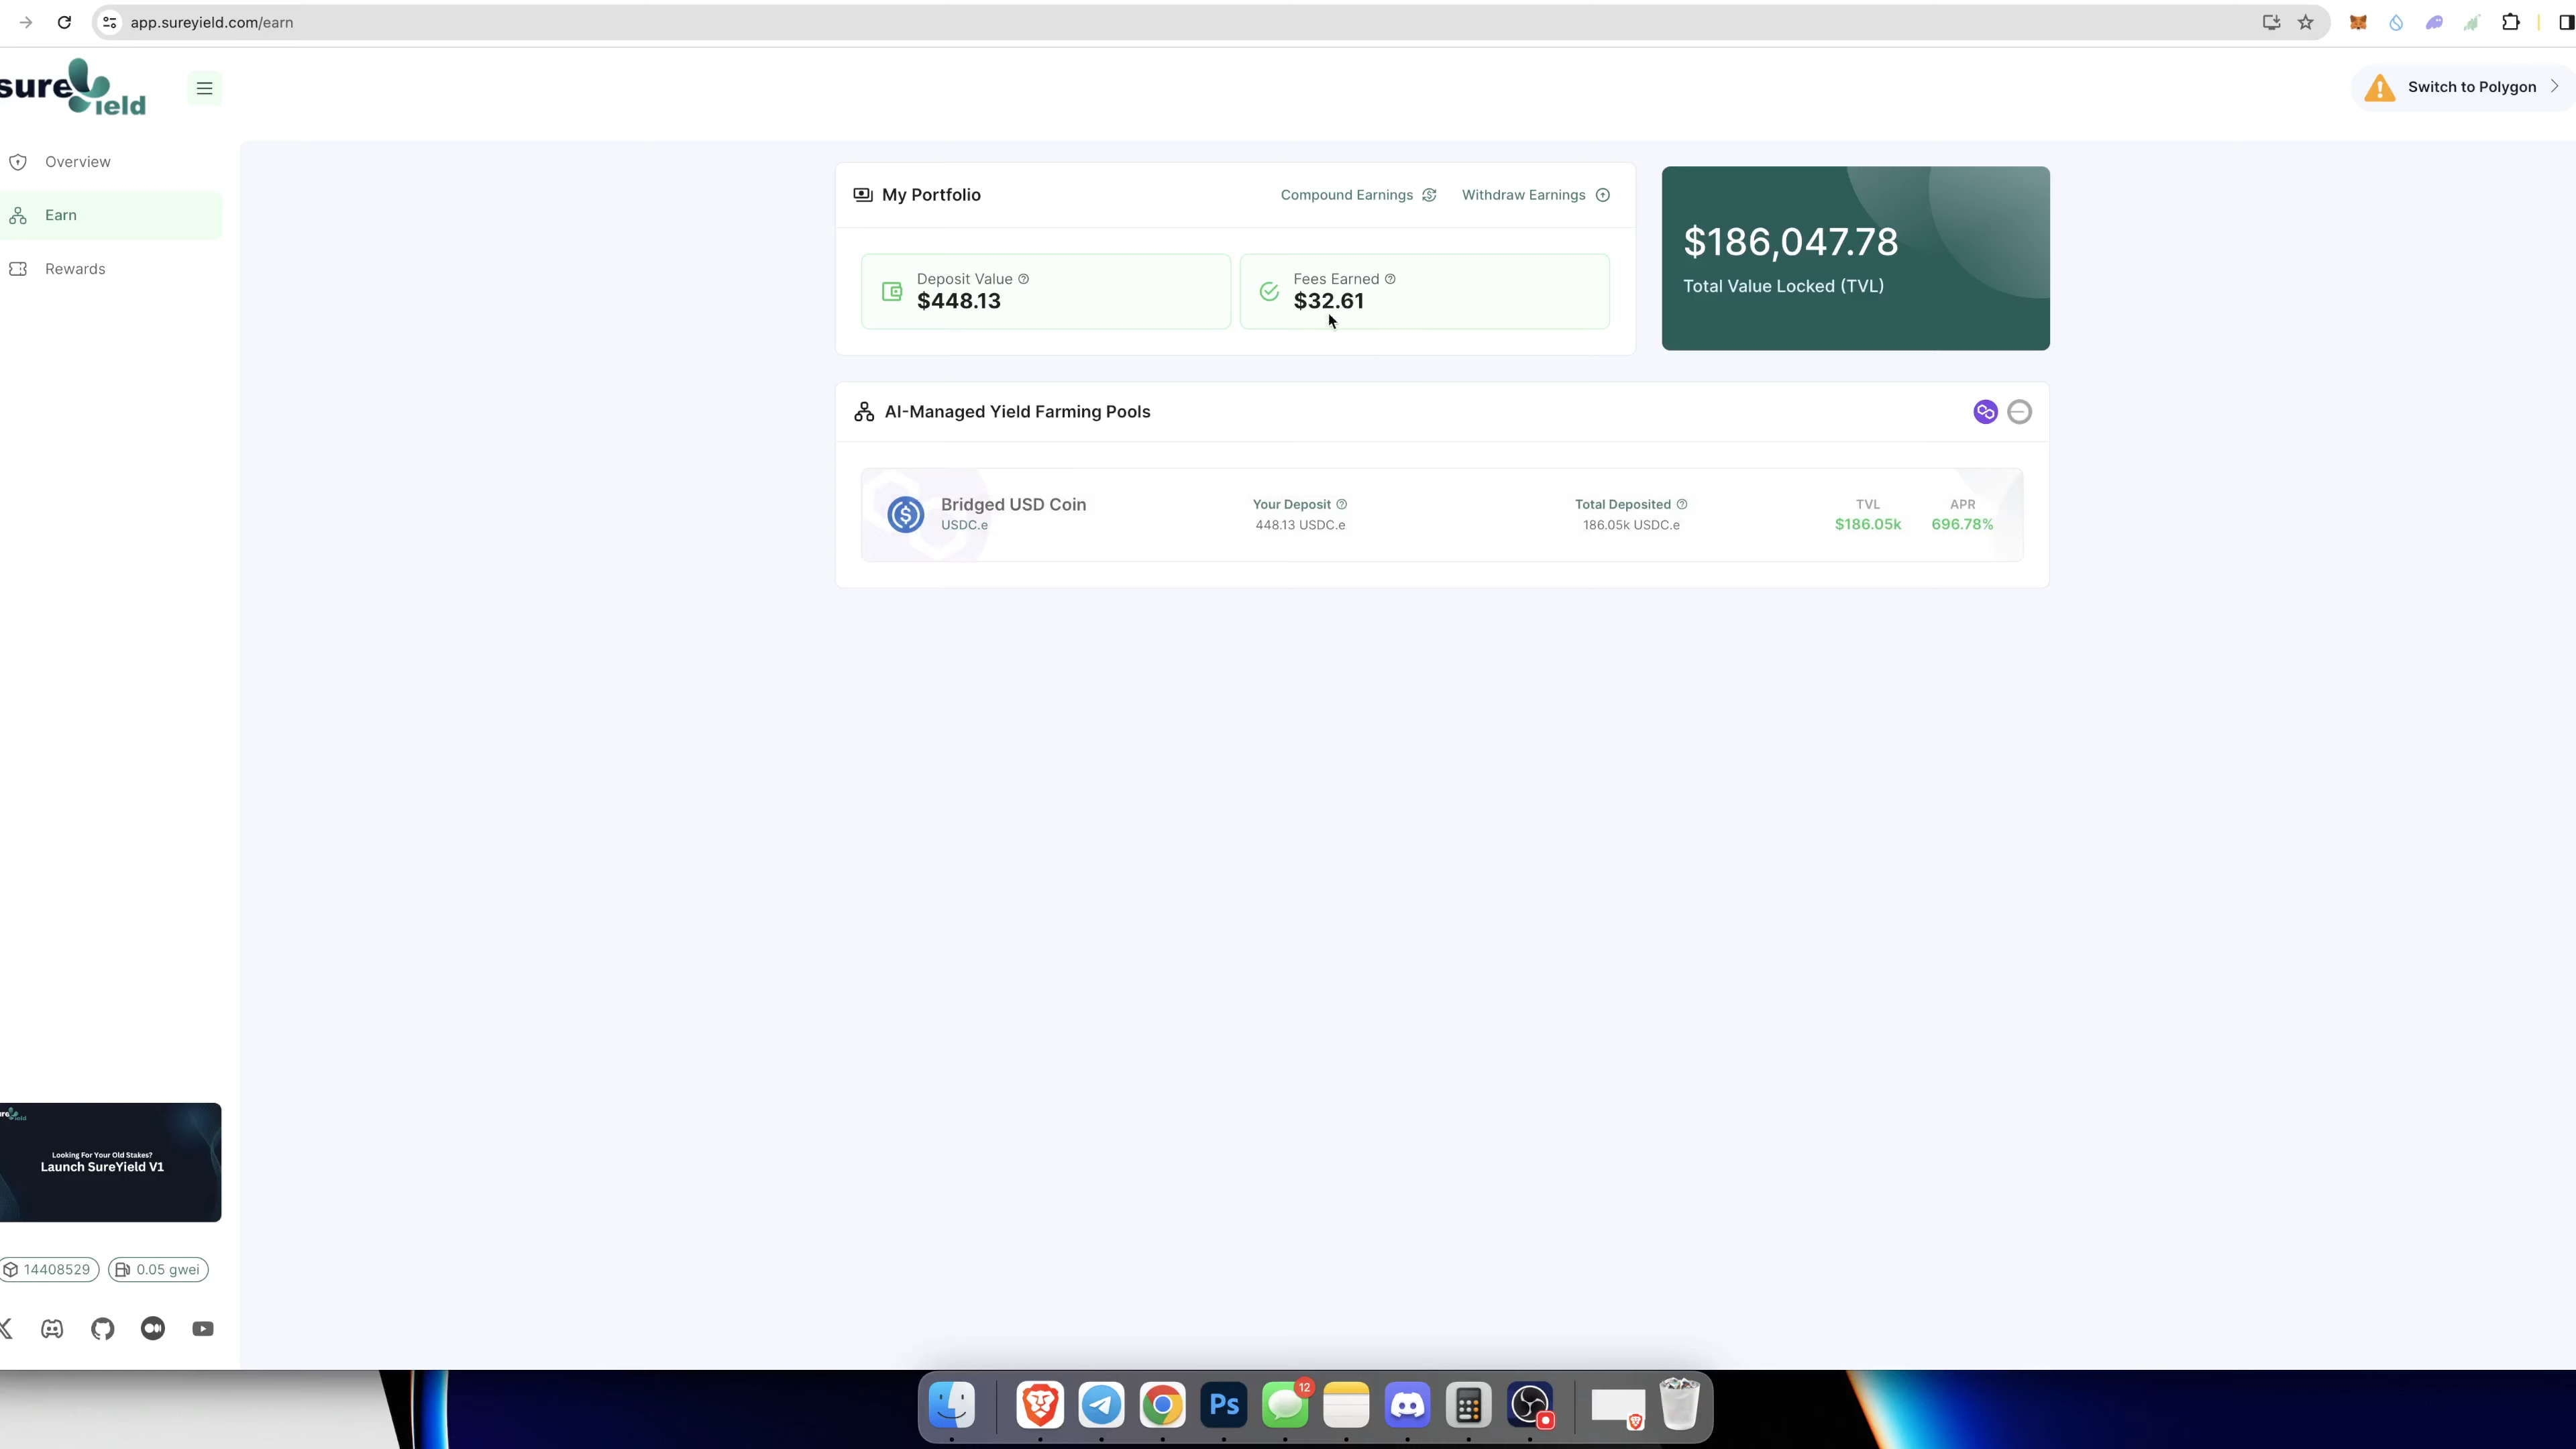 app.sureyield.com/earn
sure
ield
Switch to Polygon
Overview
Earn
Rewards
My Portfolio
Compound Earnings
Withdraw Earnings
Deposit Value
$448.13
Fees Earned
$32.61
$186,047.78
Total Value Locked (TVL)
AI-Managed Yield Farming Pools
Bridged USD Coin
USDC.e
Your Deposit
448.13 USDC.e
Total Deposited
186.05k USDC.e
TVL
$186.05k
APR
696.78%
Looking For Your Old Stakes?
Launch SureYield V1
14408529
0.05 gwei
Ps
12